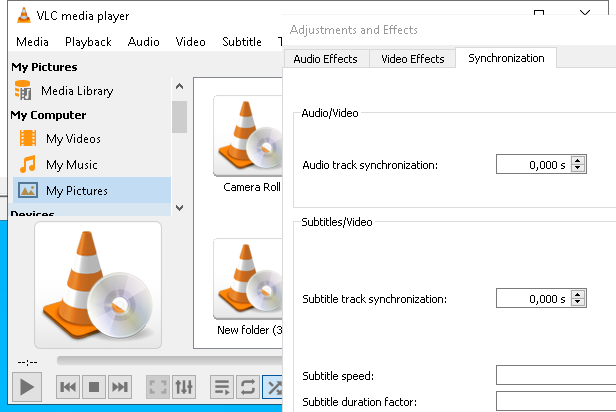 VLC media player
Media Playback Audio Video Subtitle
My Pictures
Media Library
My Computer
My Videos
My Music
My Pictures
Devices
Camera Roll
New folder (3
--:--
Adjustments and Effects
Audio Effects Video Effects Synchronization
Audio/Video
Audio track synchronization: 0,000 s
Subtitles/Video
Subtitle track synchronization: 0,000 s
Subtitle speed:
Subtitle duration factor: